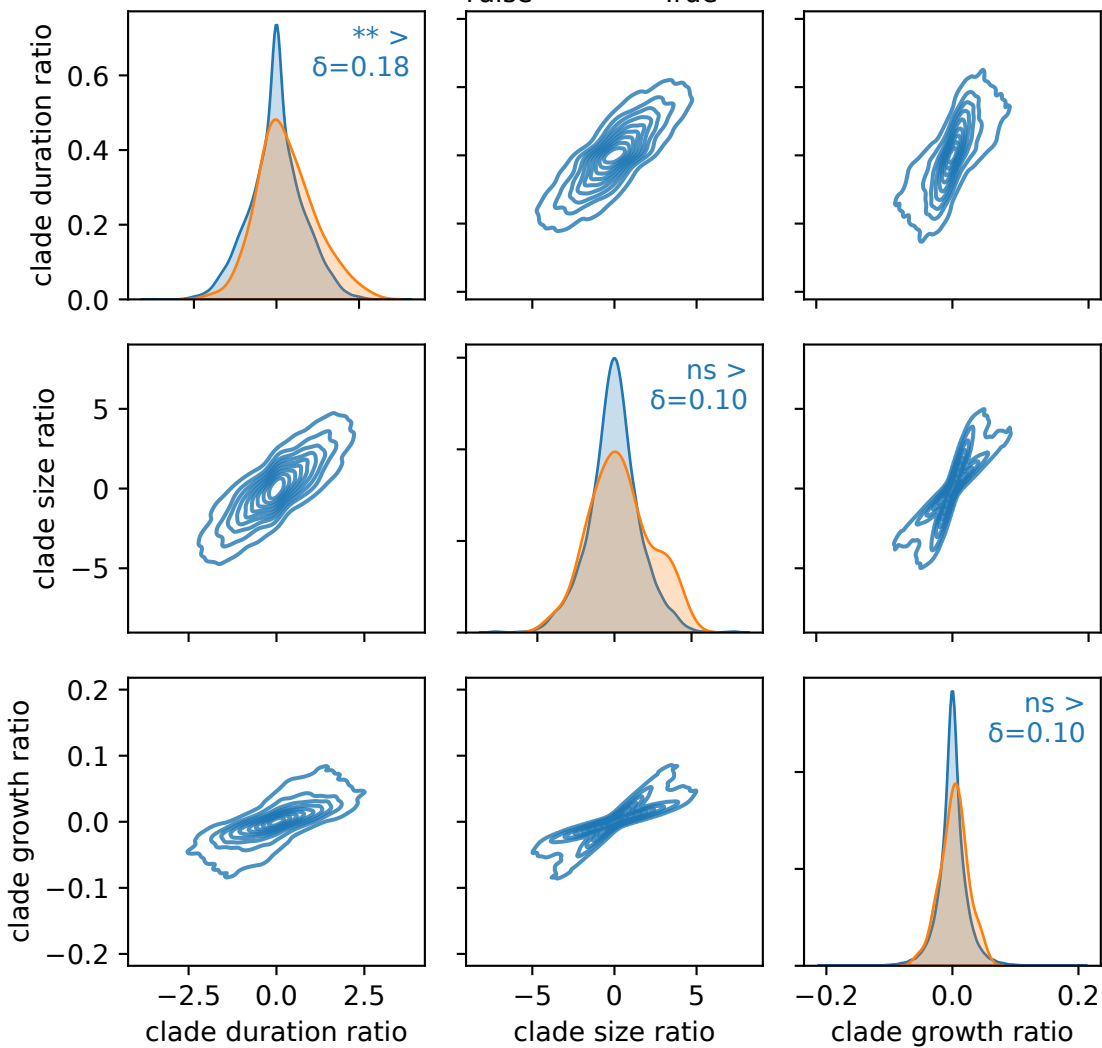 False True
** >
δ=0.18
clade duration ratio
0.6
0.4
0.2
0.0
ns >
δ=0.10
clade size ratio
5
0
−5
ns >
δ=0.10
clade growth ratio
0.2
0.1
0.0
−0.1
−0.2
−2.5 0.0 2.5
−5 0 5
−0.2 0.0 0.2
clade duration ratio
clade size ratio
clade growth ratio